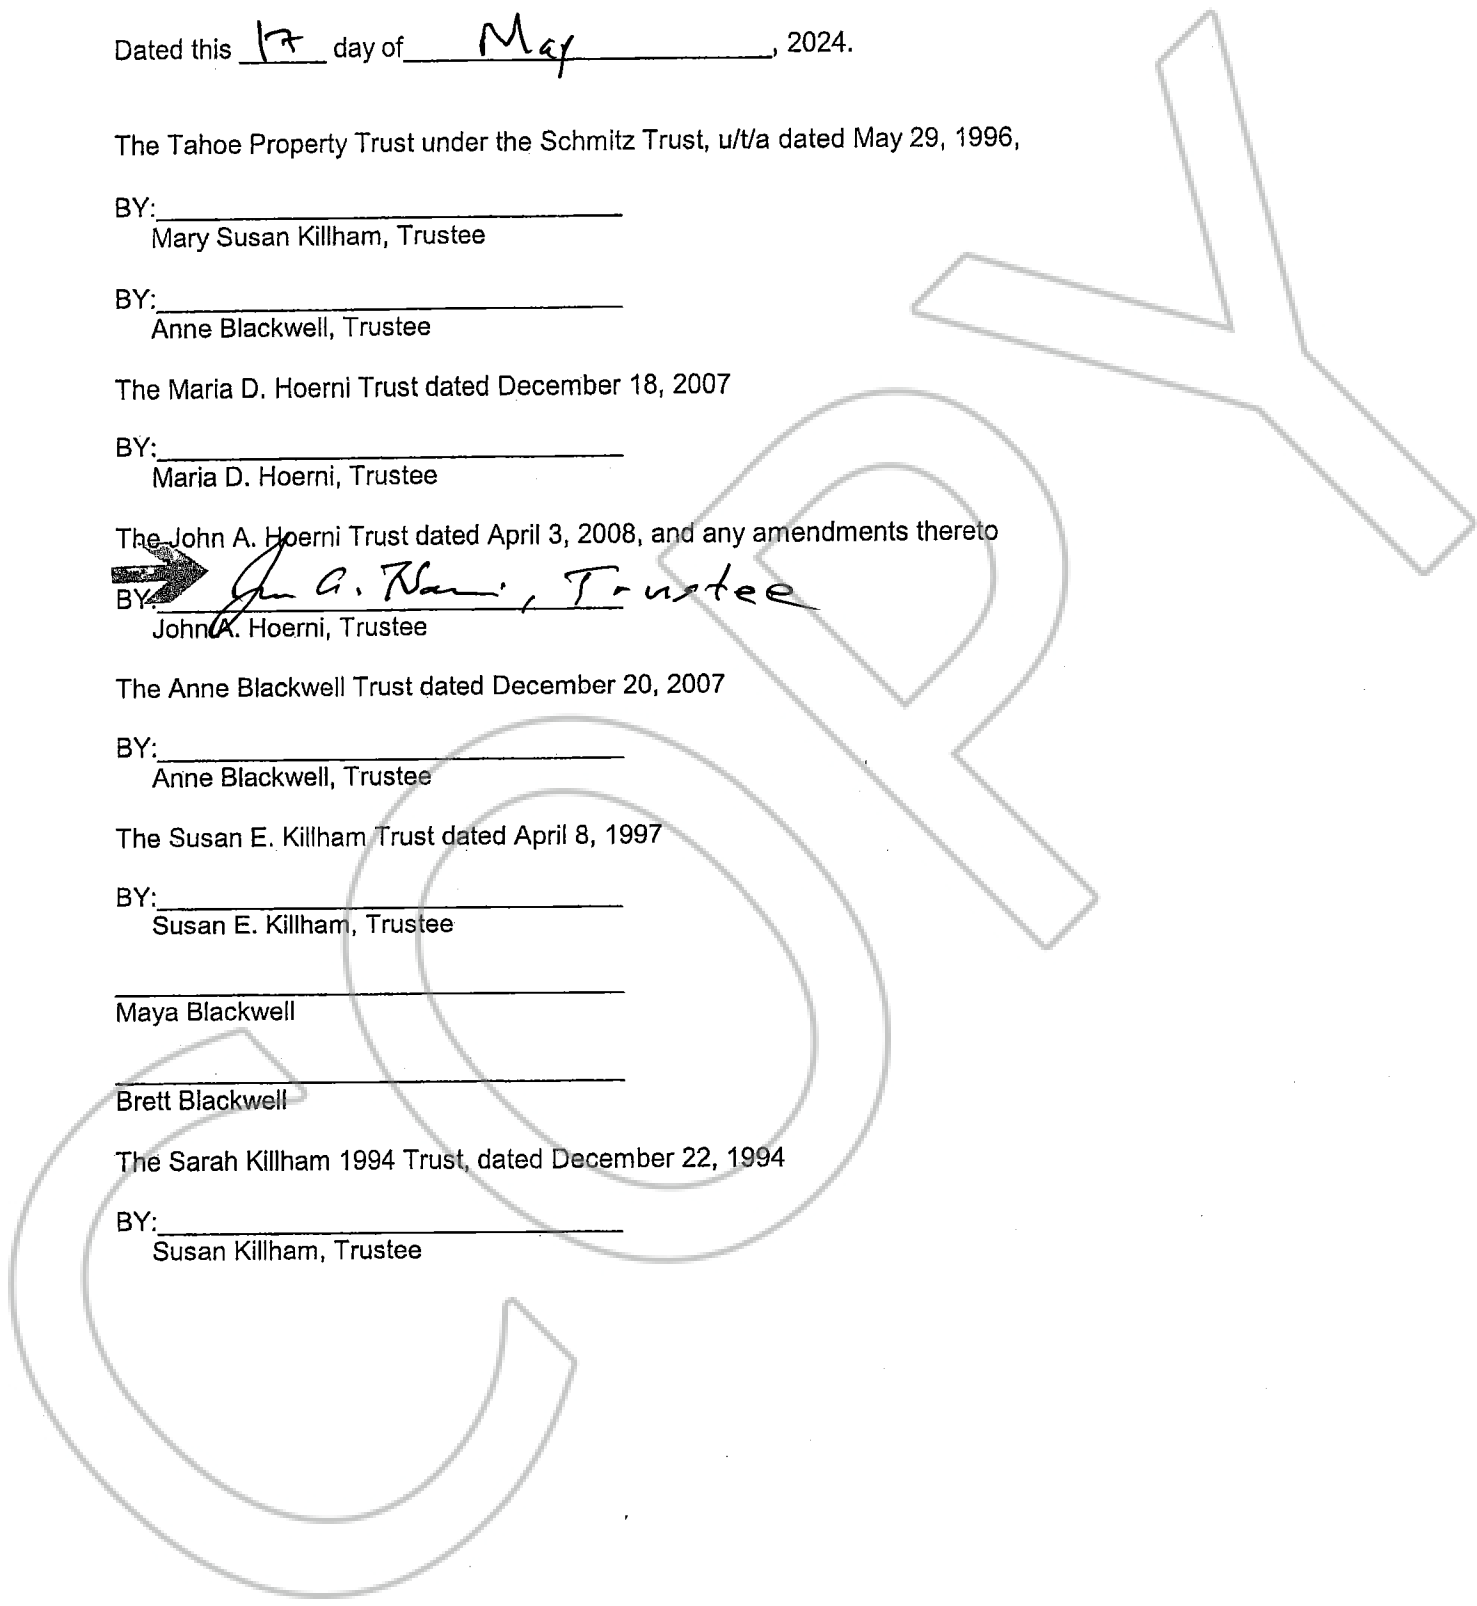 Dated this 17 day of May, 2024.
The Tahoe Property Trust under the Schmitz Trust, u/t/a dated May 29, 1996,
BY:
Mary Susan Killham, Trustee
BY:
Anne Blackwell, Trustee
The Maria D. Hoerni Trust dated December 18, 2007
BY:
Maria D. Hoerni, Trustee
The John A. Hoerni Trust dated April 3, 2008, and any amendments thereto
BY: John A. Hoerni, Trustee
John A. Hoerni, Trustee
The Anne Blackwell Trust dated December 20, 2007
BY:
Anne Blackwell, Trustee
The Susan E. Killham Trust dated April 8, 1997
BY:
Susan E. Killham, Trustee
Maya Blackwell
Brett Blackwell
The Sarah Killham 1994 Trust, dated December 22, 1994
BY:
Susan Killham, Trustee
COPY